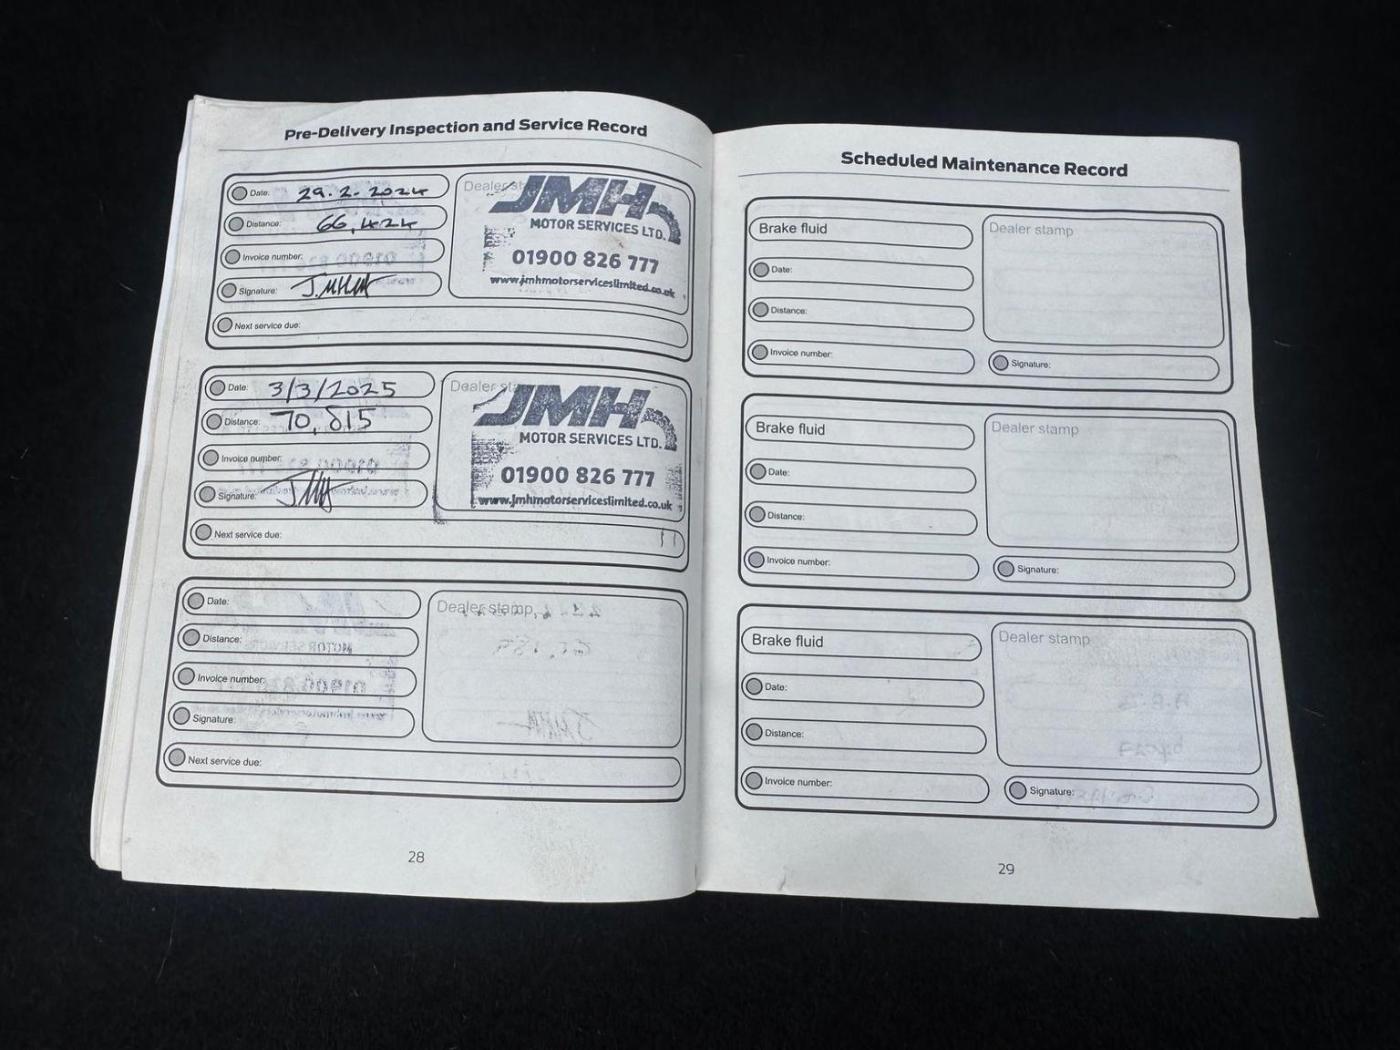 Pre-Delivery Inspection and Service Record
Date: 29.2.2024
Distance: 66,424
Invoice number:
Signature:
Next service due:
Dealer st
JMH
MOTOR SERVICES LTD.
01900 826 777
www.jmhmotorserviceslimited.co.uk
Date: 3/3/2025
Distance: 70,815
Invoice number:
Signature:
Next service due:
Dealer sta
JMH
MOTOR SERVICES LTD.
01900 826 777
www.jmhmotorserviceslimited.co.uk
Date:
Distance:
Invoice number:
Signature:
Next service due:
Dealer stamp
28
Scheduled Maintenance Record
Brake fluid
Date:
Distance:
Invoice number:
Dealer stamp
Signature:
Brake fluid
Date:
Distance:
Invoice number:
Dealer stamp
Signature:
Brake fluid
Date:
Distance:
Invoice number:
Dealer stamp
Signature:
29